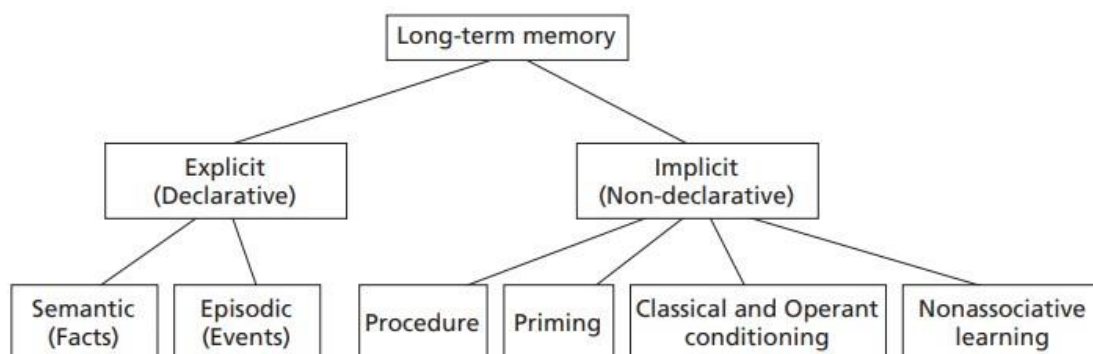 Long-term memory
Explicit
(Declarative)
Implicit
(Non-declarative)
Semantic
(Facts)
Episodic
(Events)
Procedure
Priming
Classical and Operant
conditioning
Nonassociative
learning